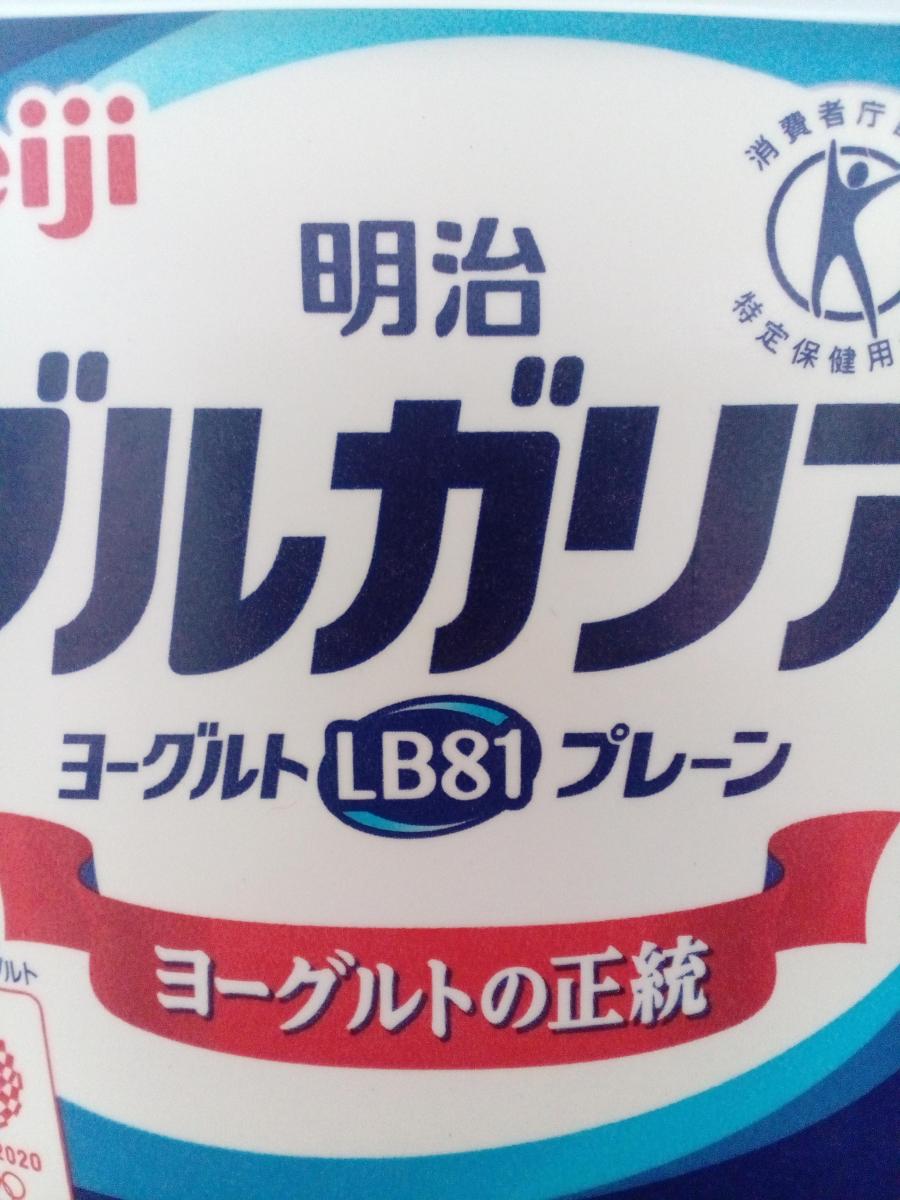 eiji
消費者庁
明治
ブルガリア
特定保健用
ヨーグルト LB81 プレーン
ヨーグルトの正統
ルト
2020